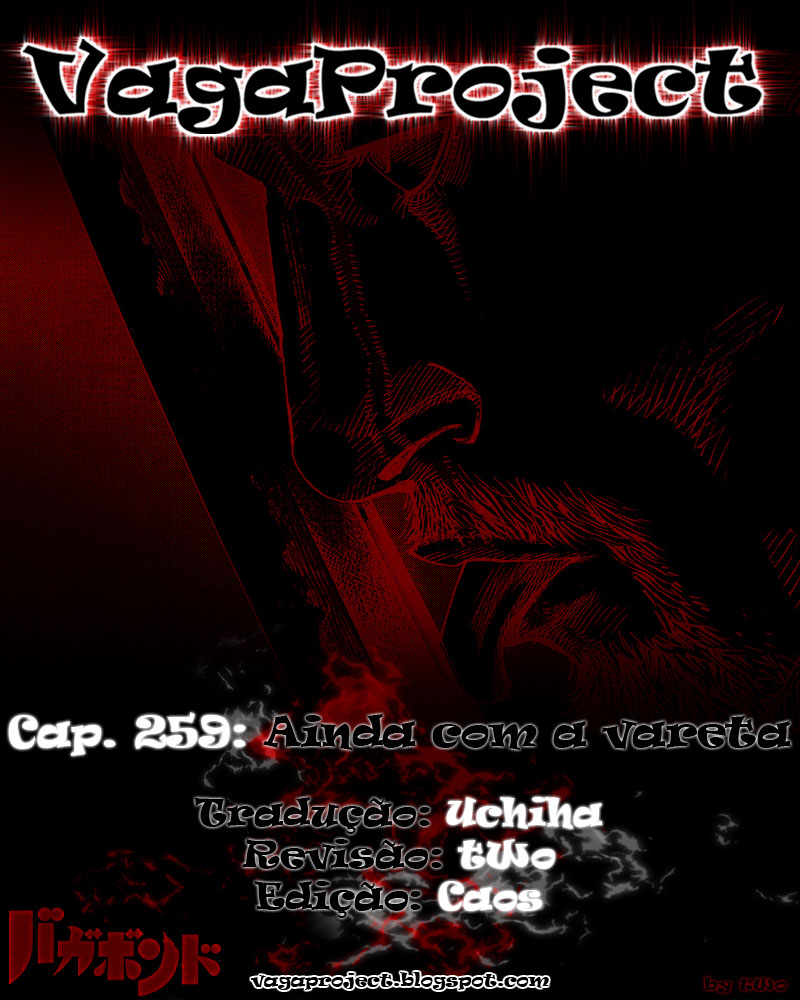 VagaProject
Cap. 259: Ainda com a vareta
Tradução: Uchiha
Revisão: tWo
Edição: Caos
バガボンド
vagaproject.blogspot.com
by tWo